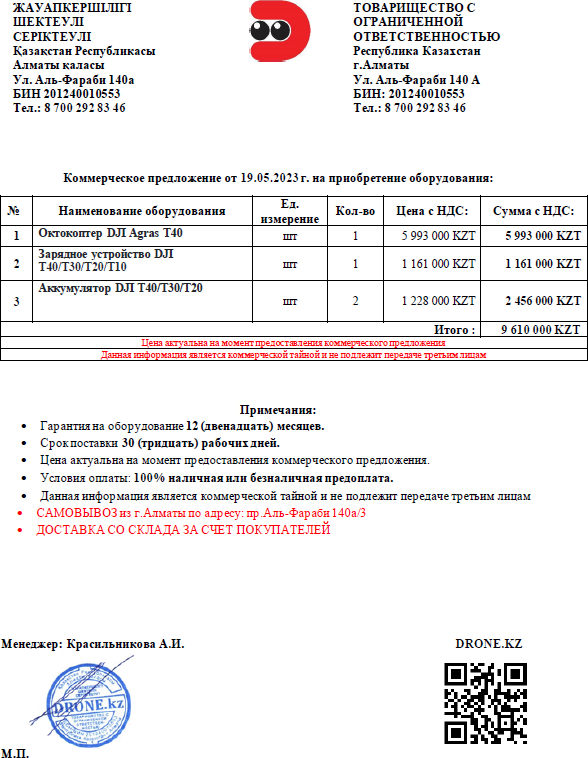 ЖАУАПКЕРШІЛІГІ
ШЕКТЕУЛІ
СЕРІКТЕУЛІ
Қазақстан Республикасы
Алматы қаласы
Ул. Аль-Фараби 140а
БИН 201240010553
Тел.: 8 700 292 83 46
ТОВАРИЩЕСТВО С
ОГРАНИЧЕННОЙ
ОТВЕТСТВЕННОСТЬЮ
Республика Казахстан
г.Алматы
Ул. Аль-Фараби 140 А
БИН: 201240010553
Тел.: 8 700 292 83 46
Коммерческое предложение от 19.05.2023 г. на приобретение оборудования:
№ Наименование оборудования Ед. измерение Кол-во Цена с НДС: Сумма с НДС:
1 Октокоптер DJI Agras T40 шт 1 5 993 000 KZT 5 993 000 KZT
2 Зарядное устройство DJI T40/T30/T20/T10 шт 1 1 161 000 KZT 1 161 000 KZT
3 Аккумулятор DJI T40/T30/T20 шт 2 1 228 000 KZT 2 456 000 KZT
Итого : 9 610 000 KZT
Цена актуальна на момент предоставления коммерческого предложения
Данная информация является коммерческой тайной и не подлежит передаче третьим лицам
Примечания:
• Гарантия на оборудование 12 (двенадцать) месяцев.
• Срок поставки 30 (тридцать) рабочих дней.
• Цена актуальна на момент предоставления коммерческого предложения.
• Условия оплаты: 100% наличная или безналичная предоплата.
• Данная информация является коммерческой тайной и не подлежит передаче третьим лицам
• САМОВЫВОЗ из г.Алматы по адресу: пр.Аль-Фараби 140а/3
• ДОСТАВКА СО СКЛАДА ЗА СЧЕТ ПОКУПАТЕЛЕЙ
Менеджер: Красильникова А.И.
DRONE.KZ
DRONE.kz
М.П.